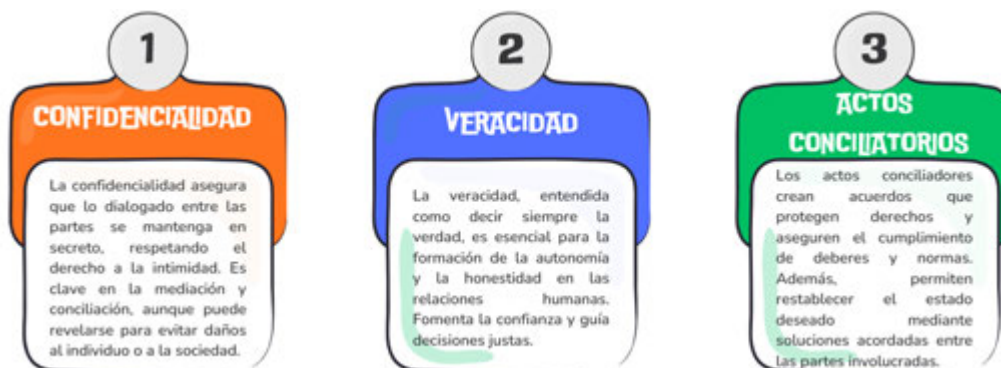 1
CONFIDENCIALIDAD
La confidencialidad asegura
que lo dialogado entre las
partes se mantenga en
secreto, respetando el
derecho a la intimidad. Es
clave en la mediación y
conciliación, aunque puede
revelarse para evitar daños
al individuo o a la sociedad.
2
VERACIDAD
La veracidad, entendida
como decir siempre la
verdad, es esencial para la
formación de la autonomía
y la honestidad en las
relaciones humanas.
Fomenta la confianza y guía
decisiones justas.
3
ACTOS
CONCILIATORIOS
Los actos conciliadores
crean acuerdos que
protegen derechos y
aseguren el cumplimiento
de deberes y normas.
Además, permiten
restablecer el estado
deseado mediante
soluciones acordadas entre
las partes involucradas.